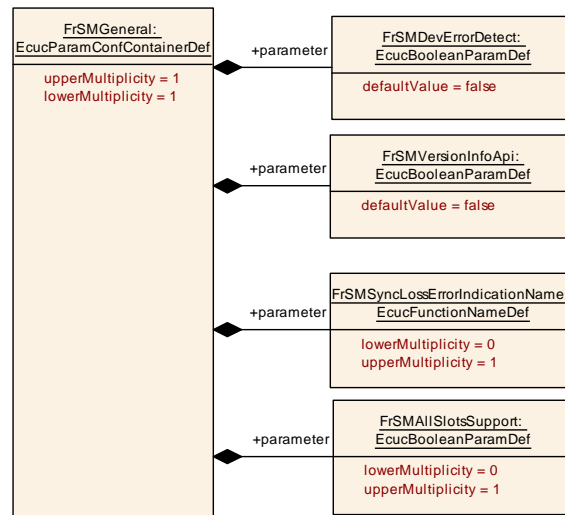 FrSMGeneral:
EcucParamConfContainerDef
upperMultiplicity = 1
lowerMultiplicity = 1
+parameter
FrSMDevErrorDetect:
EcucBooleanParamDef
defaultValue = false
+parameter
FrSMVersionInfoApi:
EcucBooleanParamDef
defaultValue = false
+parameter
FrSMSyncLossErrorIndicationName
EcucFunctionNameDef
lowerMultiplicity = 0
upperMultiplicity = 1
+parameter
FrSMAllSlotsSupport:
EcucBooleanParamDef
lowerMultiplicity = 0
upperMultiplicity = 1